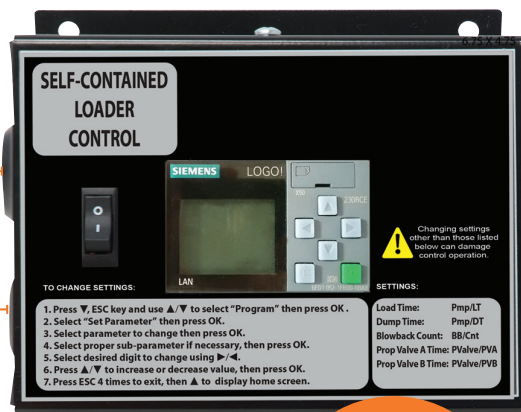 6.75 X 4.75
SELF-CONTAINED
LOADER
CONTROL
SIEMENS LOGO!
230RCE
Changing settings
other than those listed
below can damage
control operation.
LAN
ESC
OK
TO CHANGE SETTINGS:
SETTINGS:
1. Press ▼, ESC key and use ▲/▼ to select "Program" then press OK .
2. Select "Set Parameter" then press OK.
3. Select parameter to change then press OK.
4. Select proper sub-parameter if necessary, then press OK.
5. Select desired digit to change using ▶/◀.
6. Press ▲/▼ to increase or decrease value, then press OK.
7. Press ESC 4 times to exit, then ▲ to display home screen.
Load Time: Pmp/LT
Dump Time: Pmp/DT
Blowback Count: BB/Cnt
Prop Valve A Time: PValve/PVA
Prop Valve B Time: PValve/PVB